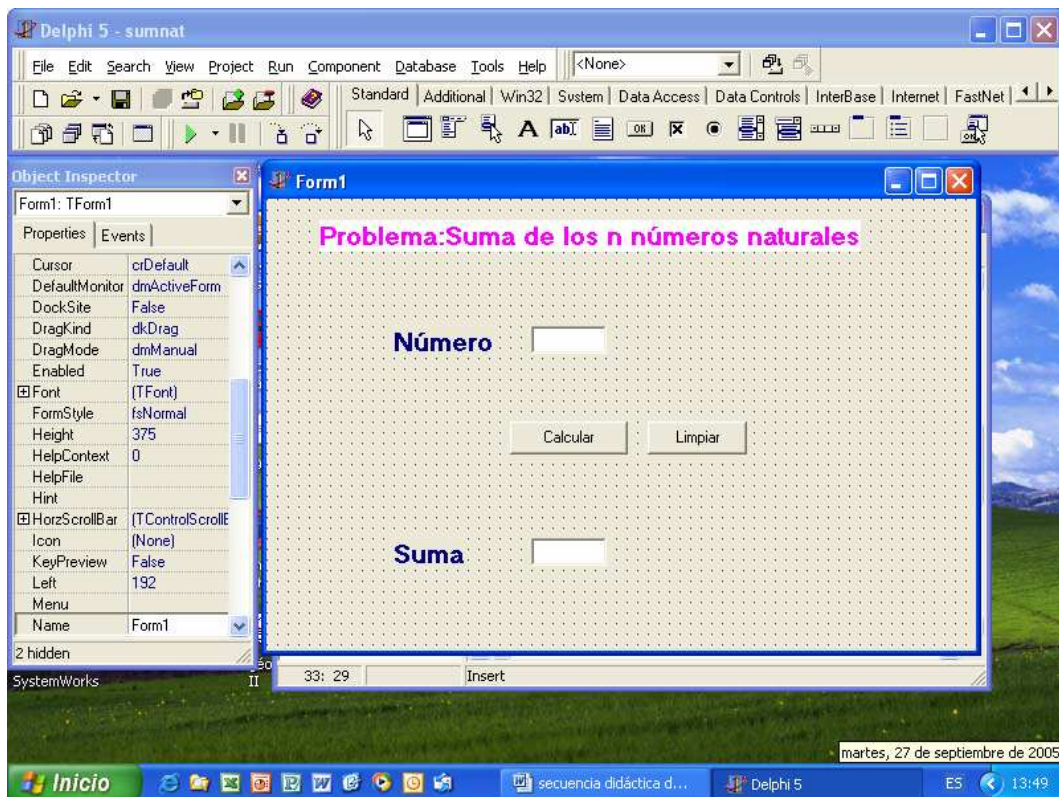 Delphi 5 - sumnat
File Edit Search View Project Run Component Database Tools Help <None>
Standard Additional Win32 System Data Access Data Controls InterBase Internet FastNet
Object Inspector
Form1: TForm1
Properties Events
Cursor crDefault
DefaultMonitor dmActiveForm
DockSite False
DragKind dkDrag
DragMode dmManual
Enabled True
Font (TFont)
FormStyle fsNormal
Height 375
HelpContext 0
HelpFile
Hint
HorzScrollBar (TControlScrollB
Icon (None)
KeyPreview False
Left 192
Menu
Name Form1
2 hidden
Form1
Problema:Suma de los n números naturales
Número
Calcular Limpiar
Suma
33: 29 Insert
SystemWorks
II
martes, 27 de septiembre de 2005
Inicio secuencia didáctica d... Delphi 5 ES 13:49